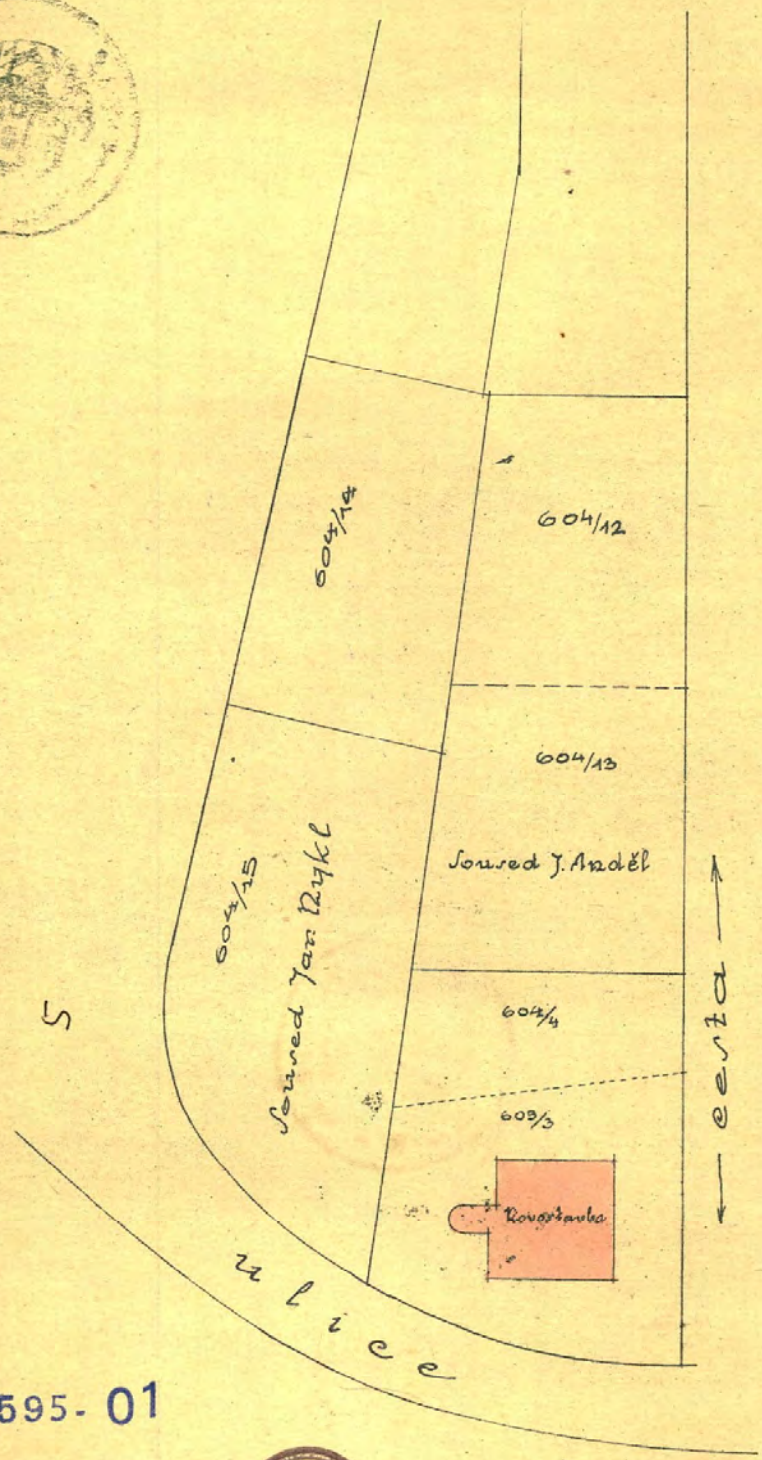 604/14
604/12
604/13
Soused J. Anděl
604/15
Soused Jan Rykl
604/4
603/3
Novostavba
S
cesta
ulice
595-01